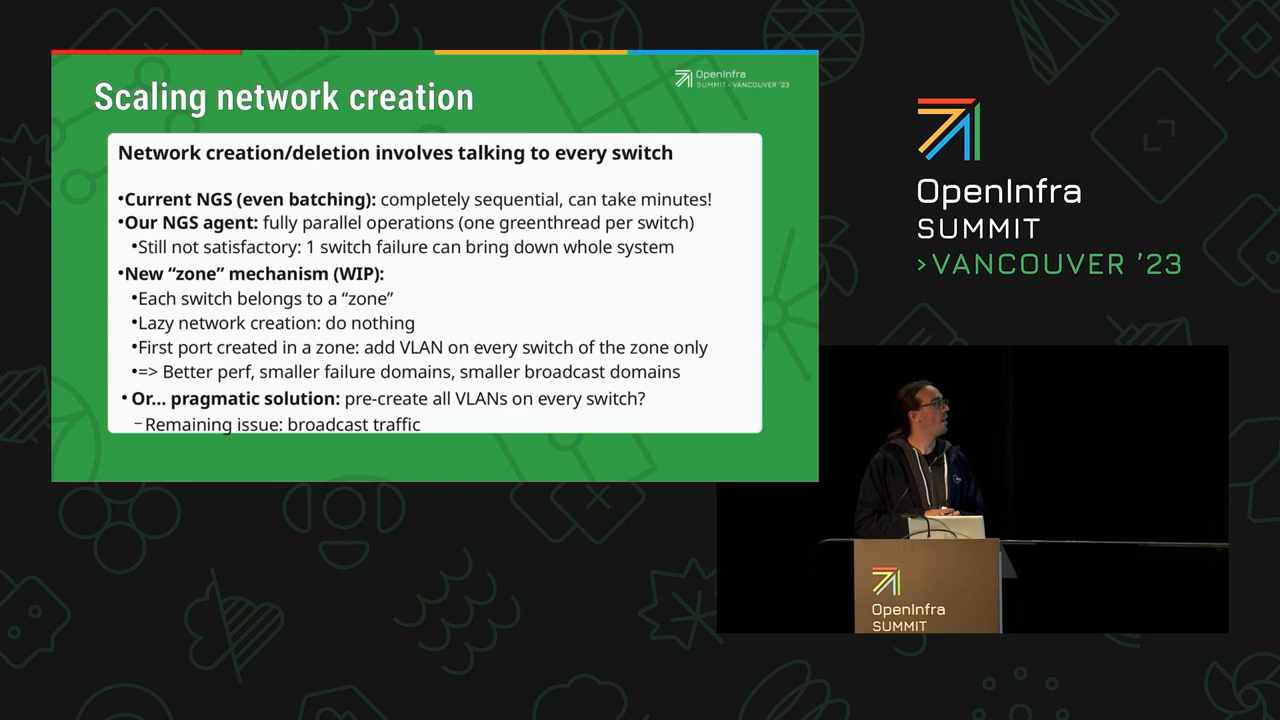 Scaling network creation
OpenInfra
SUMMIT - VANCOUVER '23
Network creation/deletion involves talking to every switch
•Current NGS (even batching): completely sequential, can take minutes!
•Our NGS agent: fully parallel operations (one greenthread per switch)
•Still not satisfactory: 1 switch failure can bring down whole system
•New “zone” mechanism (WIP):
•Each switch belongs to a “zone”
•Lazy network creation: do nothing
•First port created in a zone: add VLAN on every switch of the zone only
•=> Better perf, smaller failure domains, smaller broadcast domains
• Or... pragmatic solution: pre-create all VLANs on every switch?
–Remaining issue: broadcast traffic
OpenInfra
SUMMIT
>VANCOUVER ’23
OpenInfra
SUMMIT